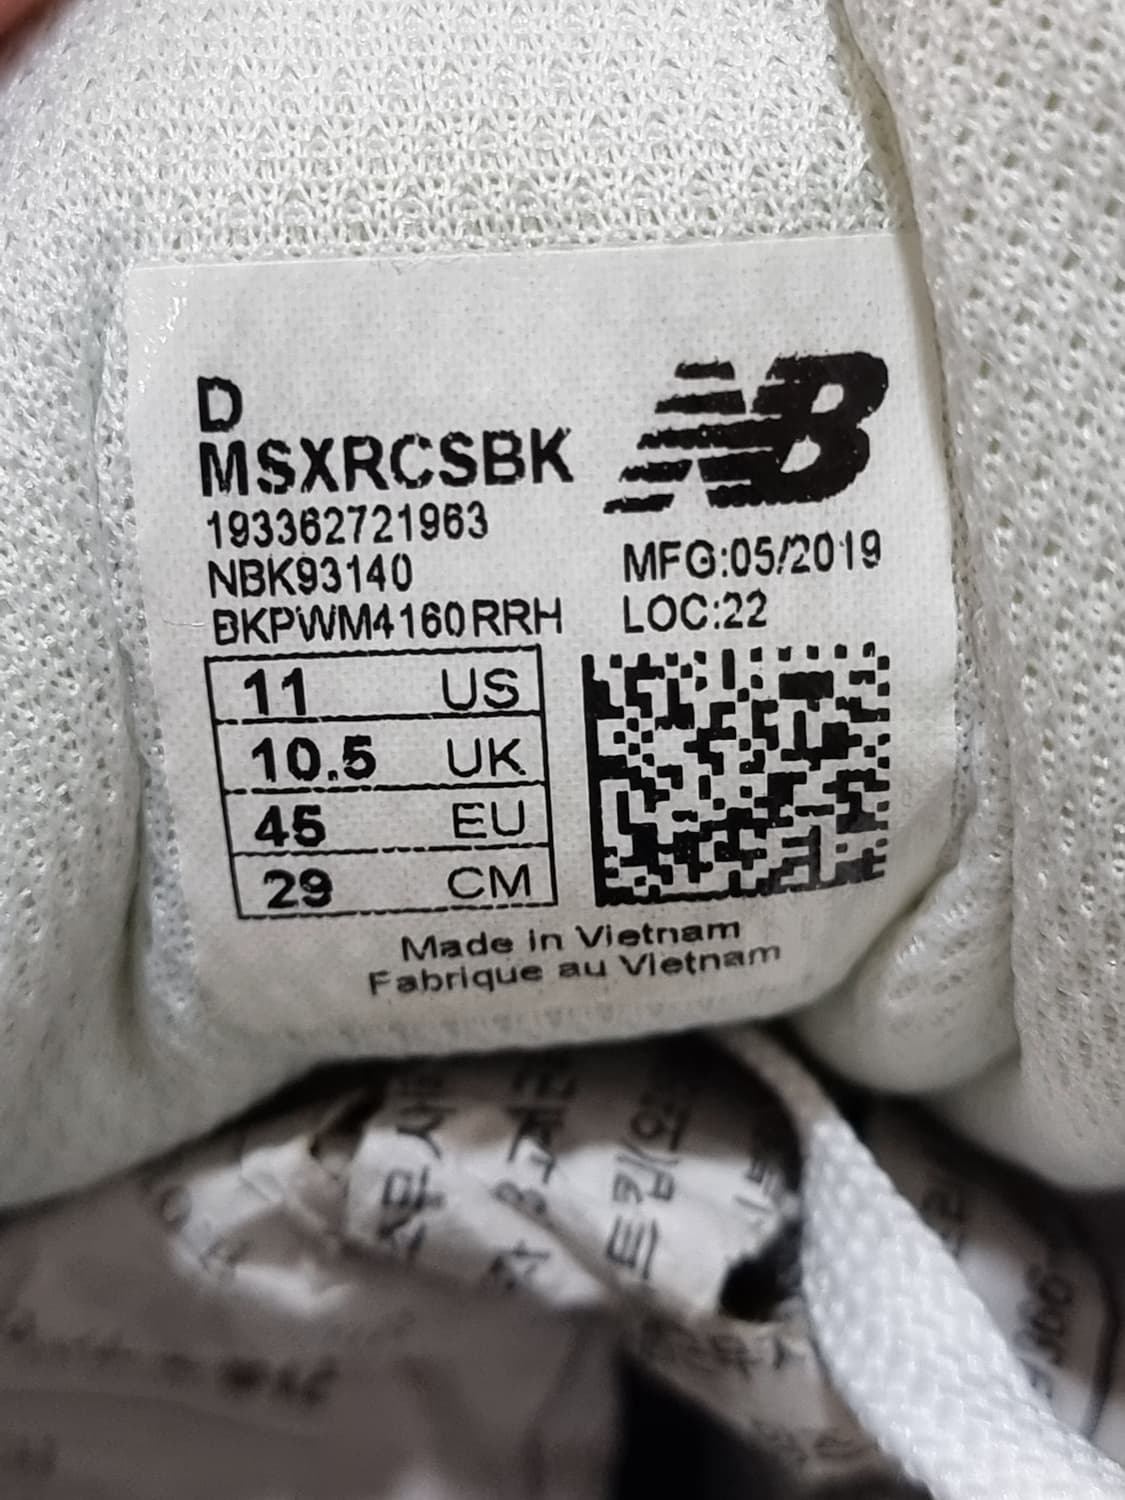 D
MSXRCSBK
193362721963
NBK93140
BKPWM4160RRH
NB
MFG:05/2019
LOC:22
11 US
10.5 UK
45 EU
29 CM
Made in Vietnam
Fabrique au Vietnam